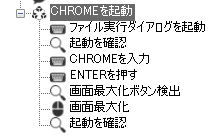 CHROMEを起動
ファイル実行ダイアログを起動
起動を確認
CHROMEを入力
ENTERを押す
画面最大化ボタン検出
画面最大化
起動を確認